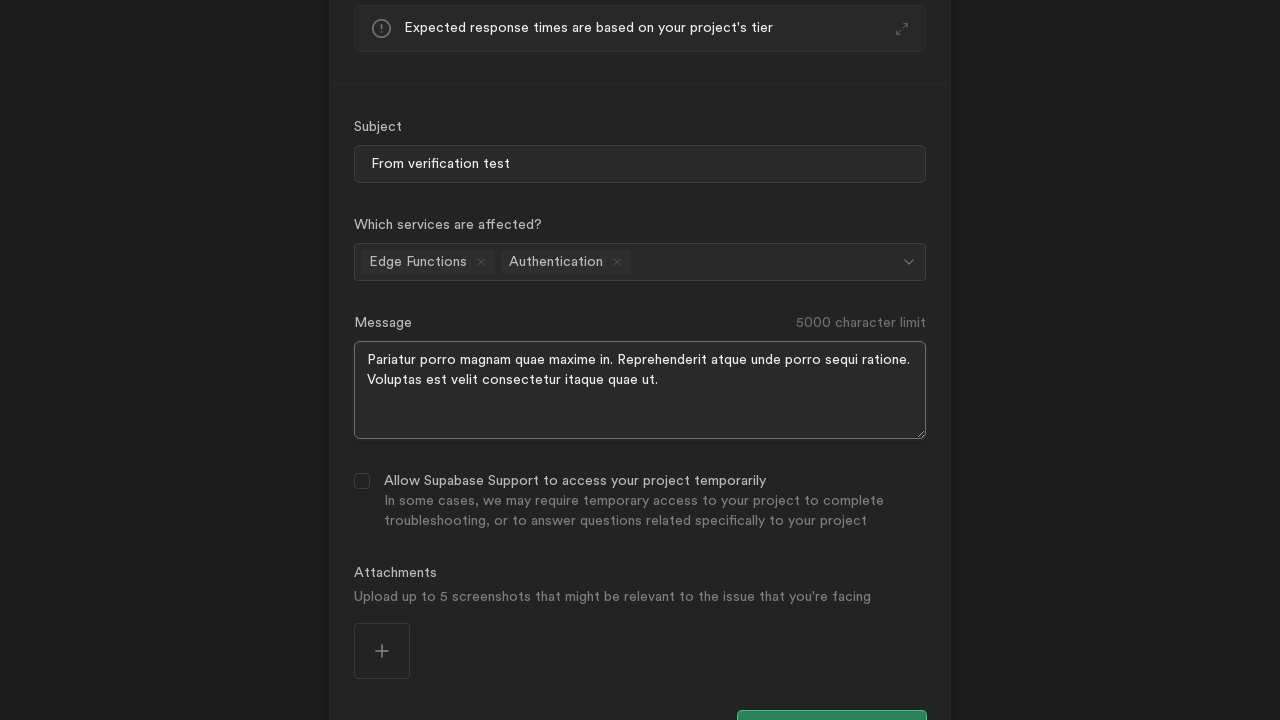 Expected response times are based on your project's tier
Subject
From verification test
Which services are affected?
Edge Functions Authentication
Message 5000 character limit
Pariatur porro magnam quae maxime in. Reprehenderit atque unde porro sequi ratione.
Voluptas est velit consectetur itaque quae ut.
Allow Supabase Support to access your project temporarily
In some cases, we may require temporary access to your project to complete
troubleshooting, or to answer questions related specifically to your project
Attachments
Upload up to 5 screenshots that might be relevant to the issue that you're facing